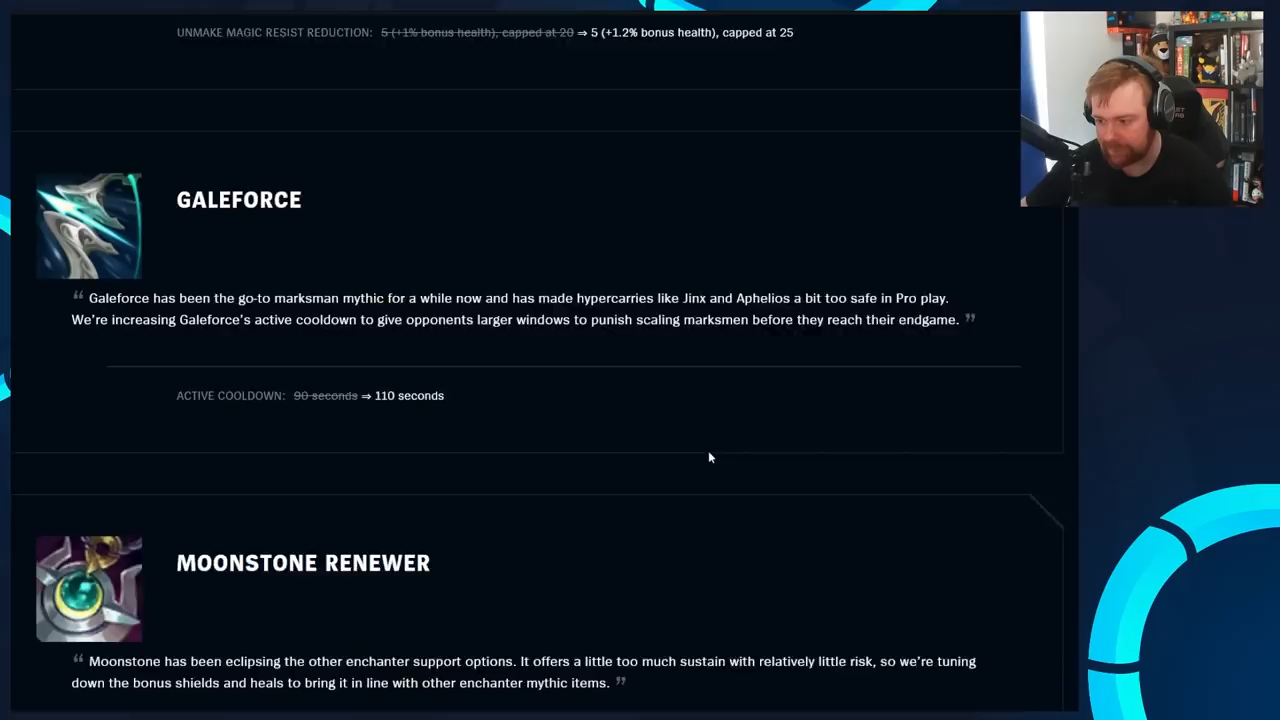 UNMAKE MAGIC RESIST REDUCTION: 5 (+1% bonus health), capped at 20 ⇒ 5 (+1.2% bonus health), capped at 25
GALEFORCE
“ Galeforce has been the go-to marksman mythic for a while now and has made hypercarries like Jinx and Aphelios a bit too safe in Pro play.
We’re increasing Galeforce’s active cooldown to give opponents larger windows to punish scaling marksmen before they reach their endgame. ”
ACTIVE COOLDOWN: 90 seconds ⇒ 110 seconds
MOONSTONE RENEWER
“ Moonstone has been eclipsing the other enchanter support options. It offers a little too much sustain with relatively little risk, so we’re tuning
down the bonus shields and heals to bring it in line with other enchanter mythic items. ”